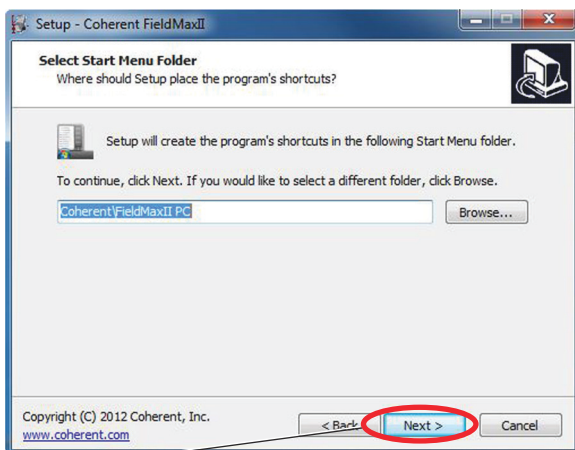 Setup - Coherent FieldMaxII
Select Start Menu Folder
Where should Setup place the program's shortcuts?
Setup will create the program's shortcuts in the following Start Menu folder.
To continue, click Next. If you would like to select a different folder, click Browse.
Coherent\FieldMaxII PC
Browse...
Copyright (C) 2012 Coherent, Inc.
www.coherent.com
< Back
Next >
Cancel